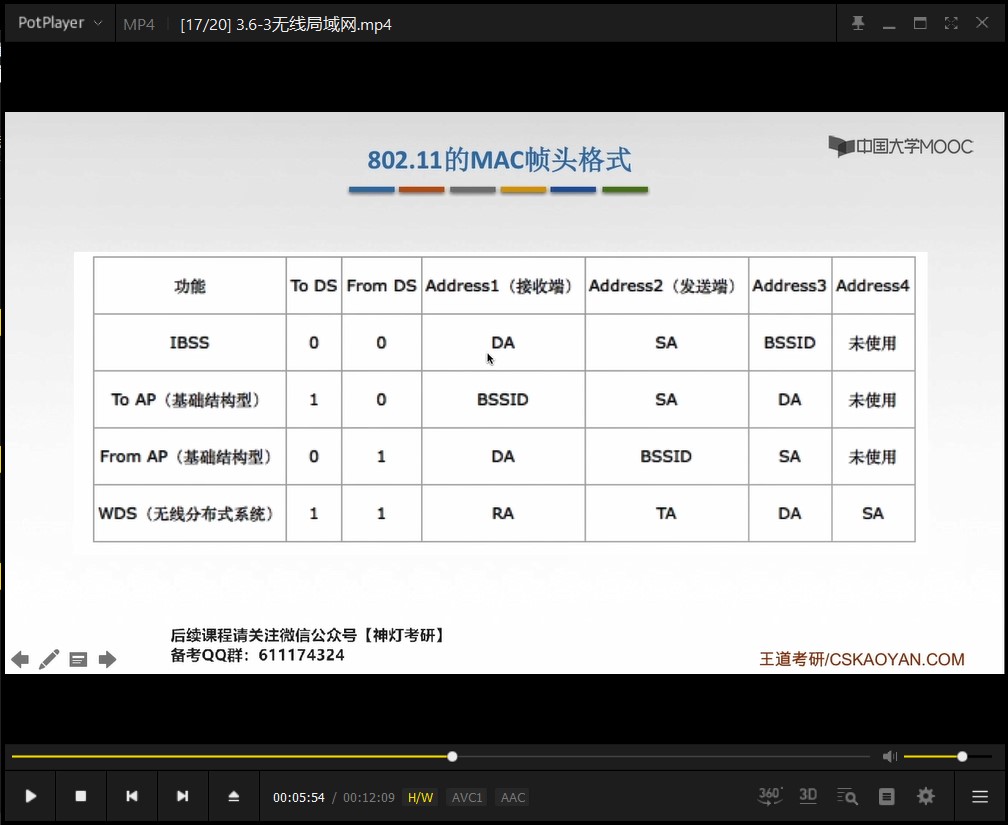 PotPlayer MP4 [17/20] 3.6-3无线局域网.mp4
中国大学MOOC
802.11的MAC帧头格式
功能 To DS From DS Address1（接收端） Address2（发送端） Address3 Address4
IBSS 0 0 DA SA BSSID 未使用
To AP（基础结构型） 1 0 BSSID SA DA 未使用
From AP（基础结构型） 0 1 DA BSSID SA 未使用
WDS（无线分布式系统） 1 1 RA TA DA SA
后续课程请关注微信公众号【神灯考研】
备考QQ群：611174324
王道考研/CSKAOYAN.COM
00:05:54 / 00:12:09 H/W AVC1 AAC 360° 3D